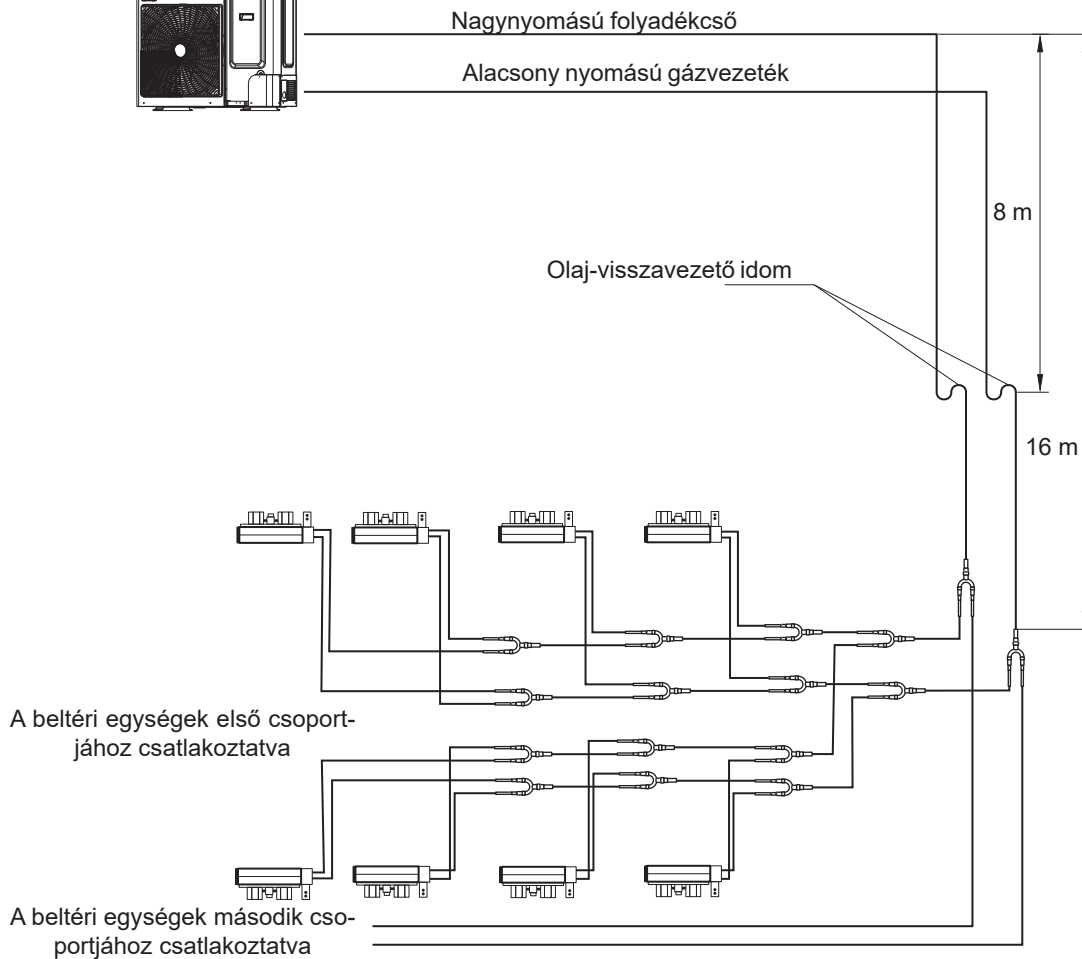 Nagynyomású folyadékcső
Alacsony nyomású gázvezeték
8 m
Olaj-visszavezető idom
16 m
A beltéri egységek első csoport-
jához csatlakoztatva
A beltéri egységek második cso-
portjához csatlakoztatva